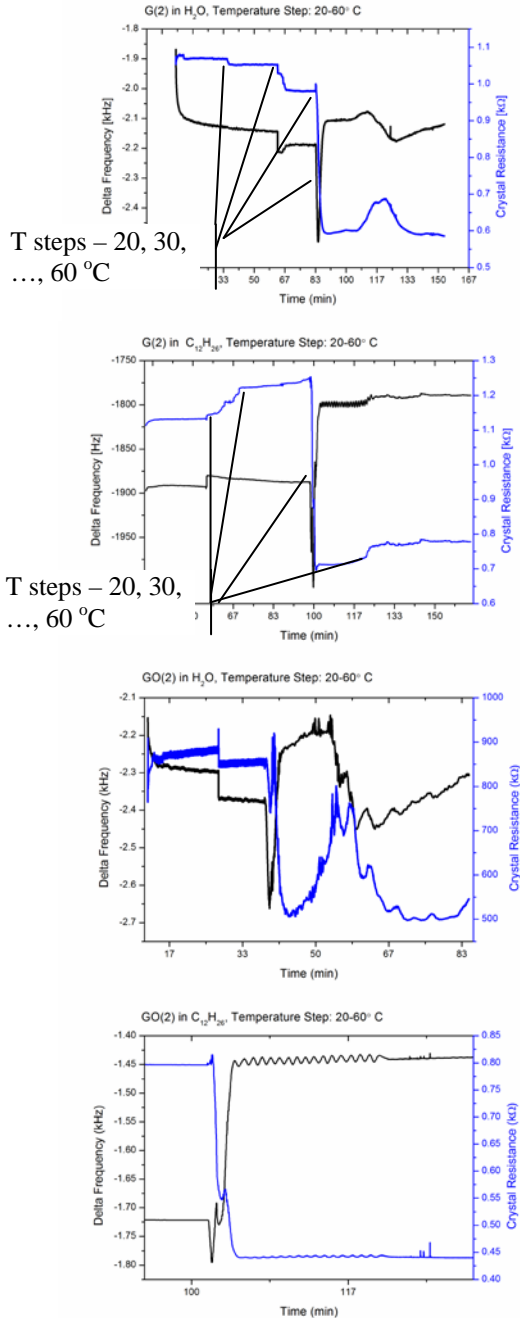 G(2) in H2O, Temperature Step: 20-60° C
-1.8
-1.9
-2.0
-2.1
-2.2
-2.3
-2.4
Delta Frequency [kHz]
1.1
1.0
0.9
0.8
0.7
0.6
0.5
Crystal Resistance [kΩ]
T steps – 20, 30,
…, 60 °C
33 50 67 83 100 117 133 150 167
Time (min)
G(2) in C12H26, Temperature Step: 20-60° C
-1750
-1800
-1850
-1900
-1950
Delta Frequency [Hz]
1.3
1.2
1.1
1.0
0.9
0.8
0.7
0.6
Crystal Resistance [kΩ]
T steps – 20, 30,
…, 60 °C
67 83 100 117 133 150
Time (min)
GO(2) in H2O, Temperature Step: 20-60° C
-2.1
-2.2
-2.3
-2.4
-2.5
-2.6
-2.7
Delta Frequency (kHz)
1000
900
800
700
600
500
Crystal Resistance (kΩ)
17 33 50 67 83
Time (min)
GO(2) in C12H26, Temperature Step: 20-60° C
-1.40
-1.45
-1.50
-1.55
-1.60
-1.65
-1.70
-1.75
-1.80
Delta Frequency (kHz)
0.85
0.80
0.75
0.70
0.65
0.60
0.55
0.50
0.45
0.40
Crystal Resistance (kΩ)
100 117
Time (min)